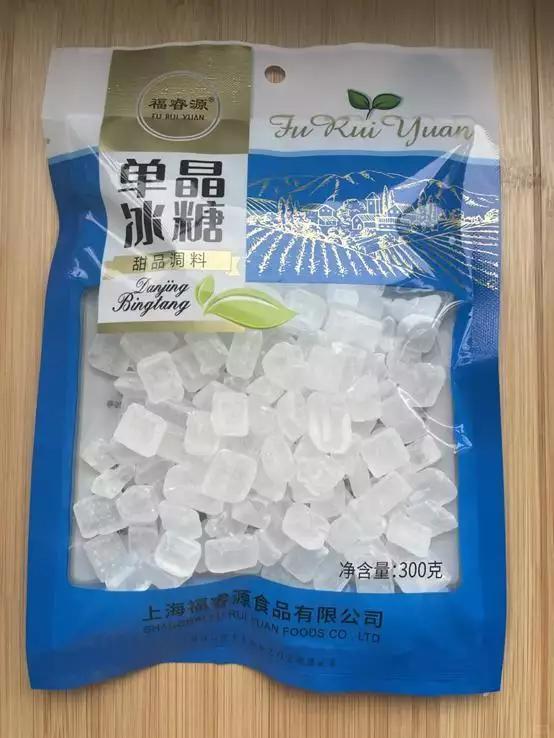 福睿源®
FU RUI YUAN
Fu Rui Yuan
单晶
冰糖
甜品调料
Danjing
Bingtang
净含量:300克
上海福睿源食品有限公司
SHANGHAI FU RUI YUAN FOODS CO., LTD